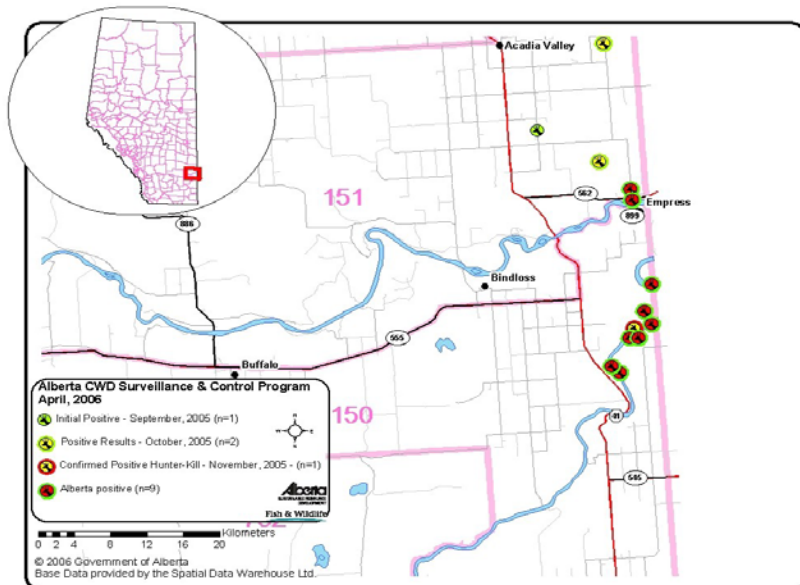 Acadia Valley
151
562
Empress
899
886
Bindloss
555
Buffalo
Alberta CWD Surveillance & Control Program
April, 2006
Initial Positive - September, 2005 (n=1)
Positive Results - October, 2005 (n=2)
Confirmed Positive Hunter-Kill - November, 2005 - (n=1)
Alberta positive (n=9)
N
E
S
Alberta
SUSTAINABLE RESOURCE
DEVELOPMENT
Fish & Wildlife
150
41
545
Kilometers
0 2 4 8 12 16 20
© 2006 Government of Alberta
Base Data provided by the Spatial Data Warehouse Ltd.